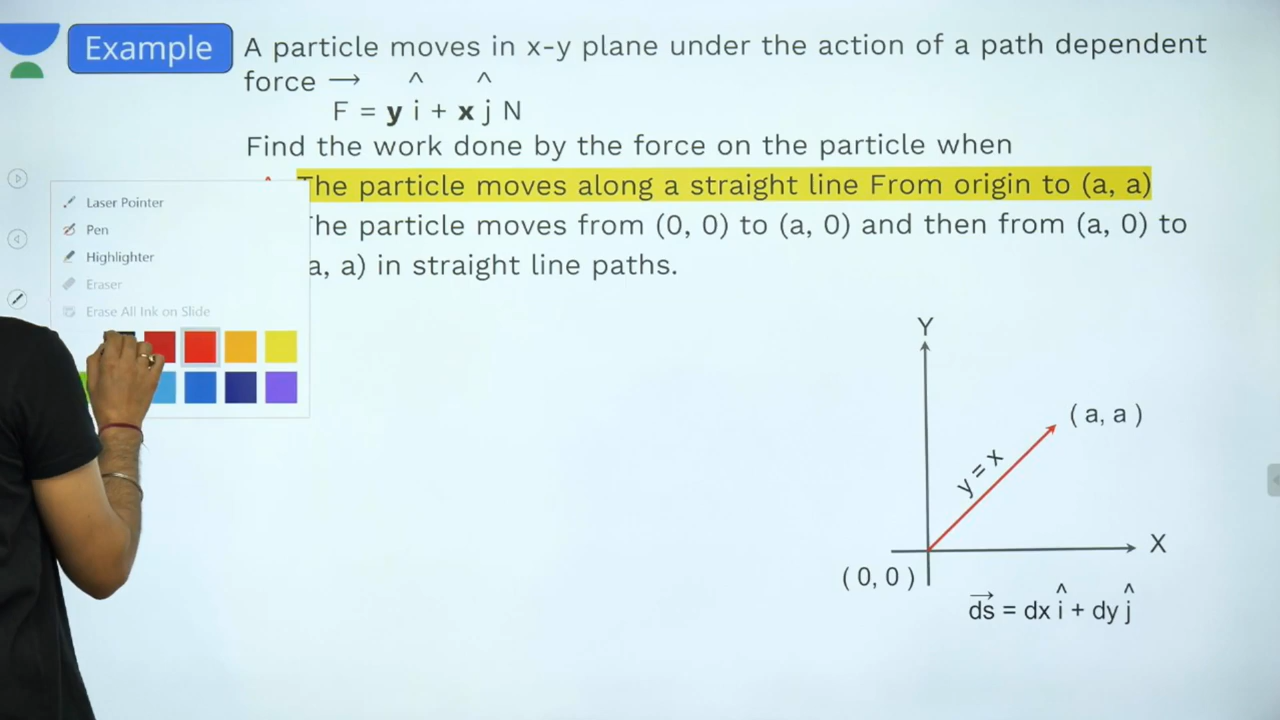 Example
A particle moves in x-y plane under the action of a path dependent
force →
F = y î + x ĵ N
Find the work done by the force on the particle when
The particle moves along a straight line From origin to (a, a)
The particle moves from (0, 0) to (a, 0) and then from (a, 0) to
a, a) in straight line paths.
Laser Pointer
Pen
Highlighter
Eraser
Erase All Ink on Slide
Y
( a, a )
y = x
X
( 0, 0 )
d⃗s = dx î + dy ĵ